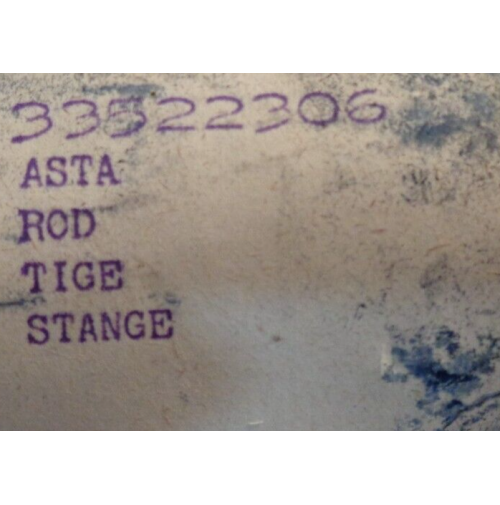 33522306
ASTA
ROD
TIGE
STANGE